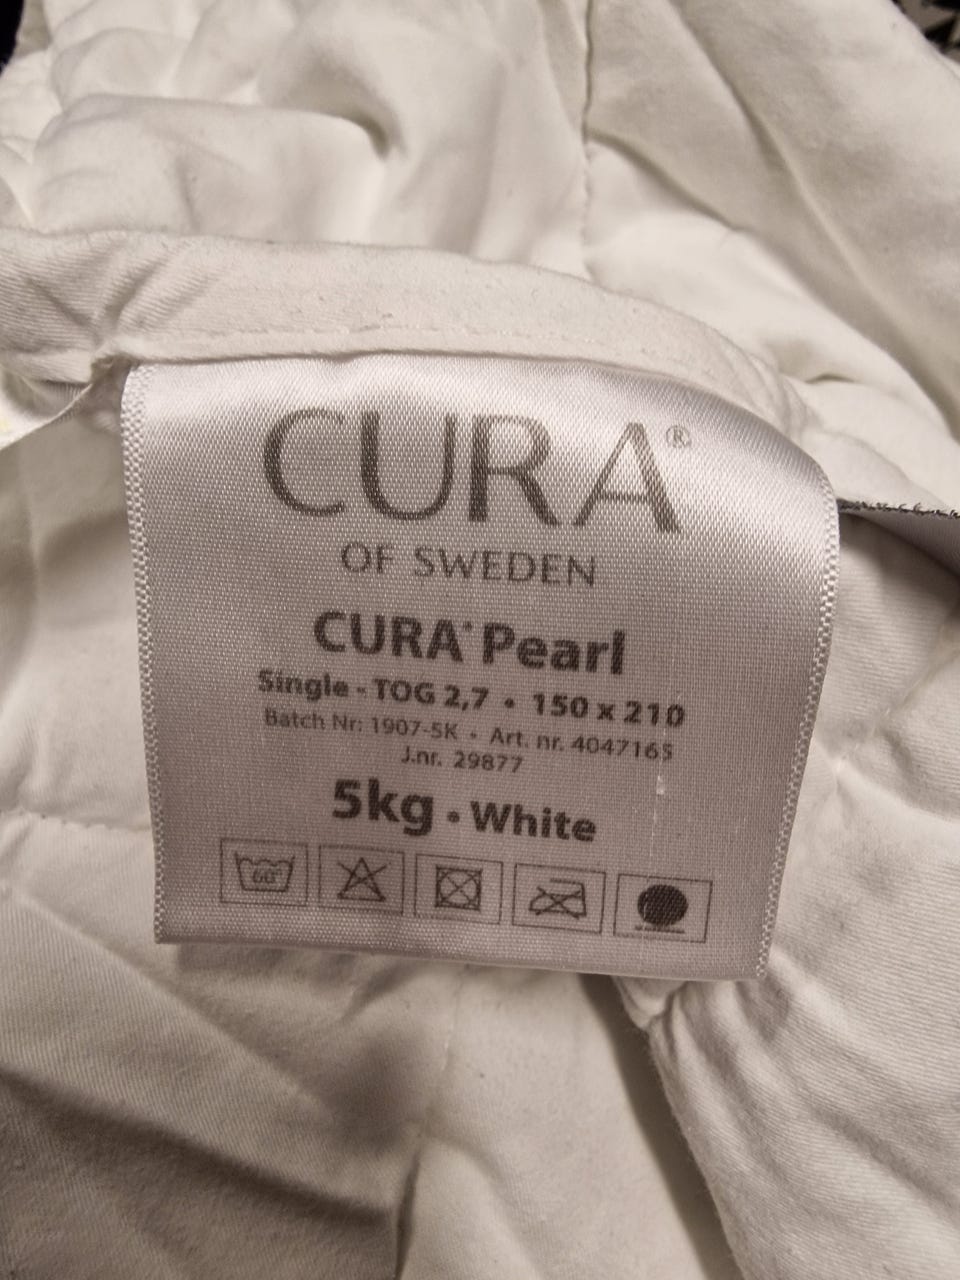 CURA®
OF SWEDEN
CURA® Pearl
Single - TOG 2,7 • 150 x 210
Batch Nr: 1907-5K • Art. nr. 4047165
J.nr. 29877
5kg • White
60°